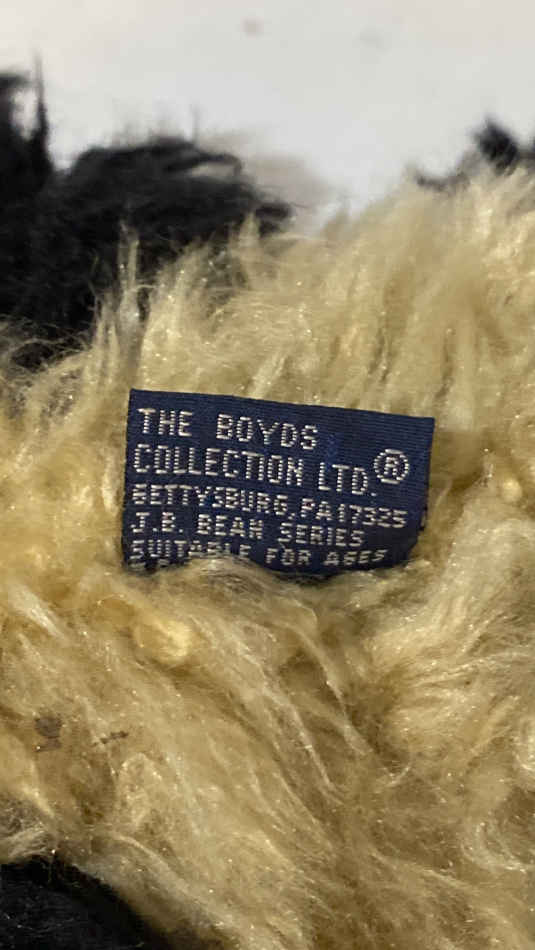 THE BOYDS
COLLECTION LTD.®
GETTYSBURG, PA 17325
J.B. BEAN SERIES
SUITABLE FOR AGES